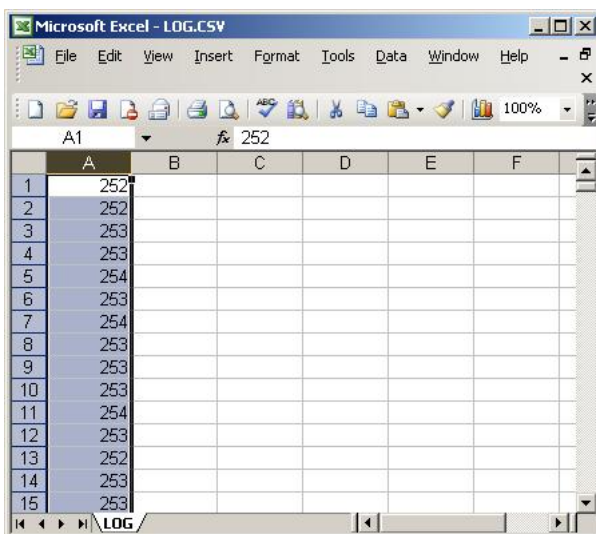 Microsoft Excel - LOG.CSV
File Edit View Insert Format Tools Data Window Help
ABC 100%
A1 fx 252
A B C D E F
1 252
2 252
3 253
4 253
5 254
6 253
7 254
8 253
9 253
10 253
11 254
12 253
13 252
14 253
15 253
LOG